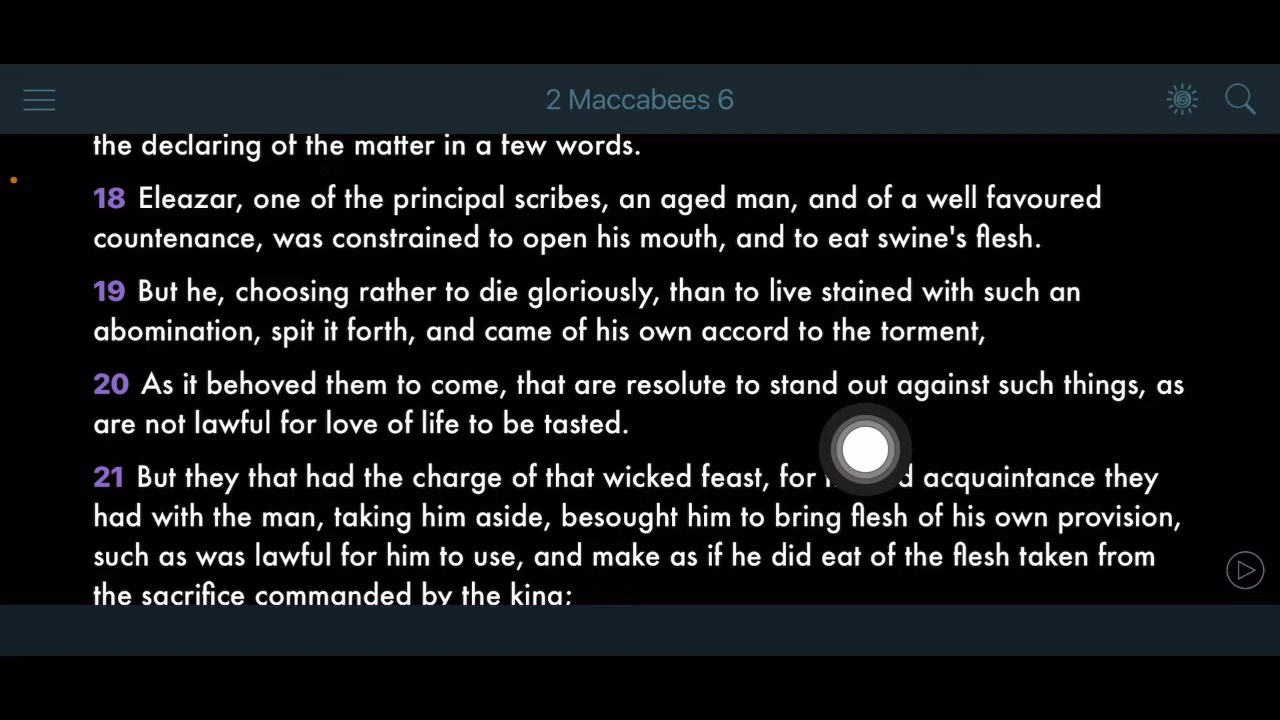 2 Maccabees 6
the declaring of the matter in a few words.
18 Eleazar, one of the principal scribes, an aged man, and of a well favoured
countenance, was constrained to open his mouth, and to eat swine's flesh.
19 But he, choosing rather to die gloriously, than to live stained with such an
abomination, spit it forth, and came of his own accord to the torment,
20 As it behoved them to come, that are resolute to stand out against such things, as
are not lawful for love of life to be tasted.
21 But they that had the charge of that wicked feast, for acquaintance they
had with the man, taking him aside, besought him to bring flesh of his own provision,
such as was lawful for him to use, and make as if he did eat of the flesh taken from
the sacrifice commanded by the king;